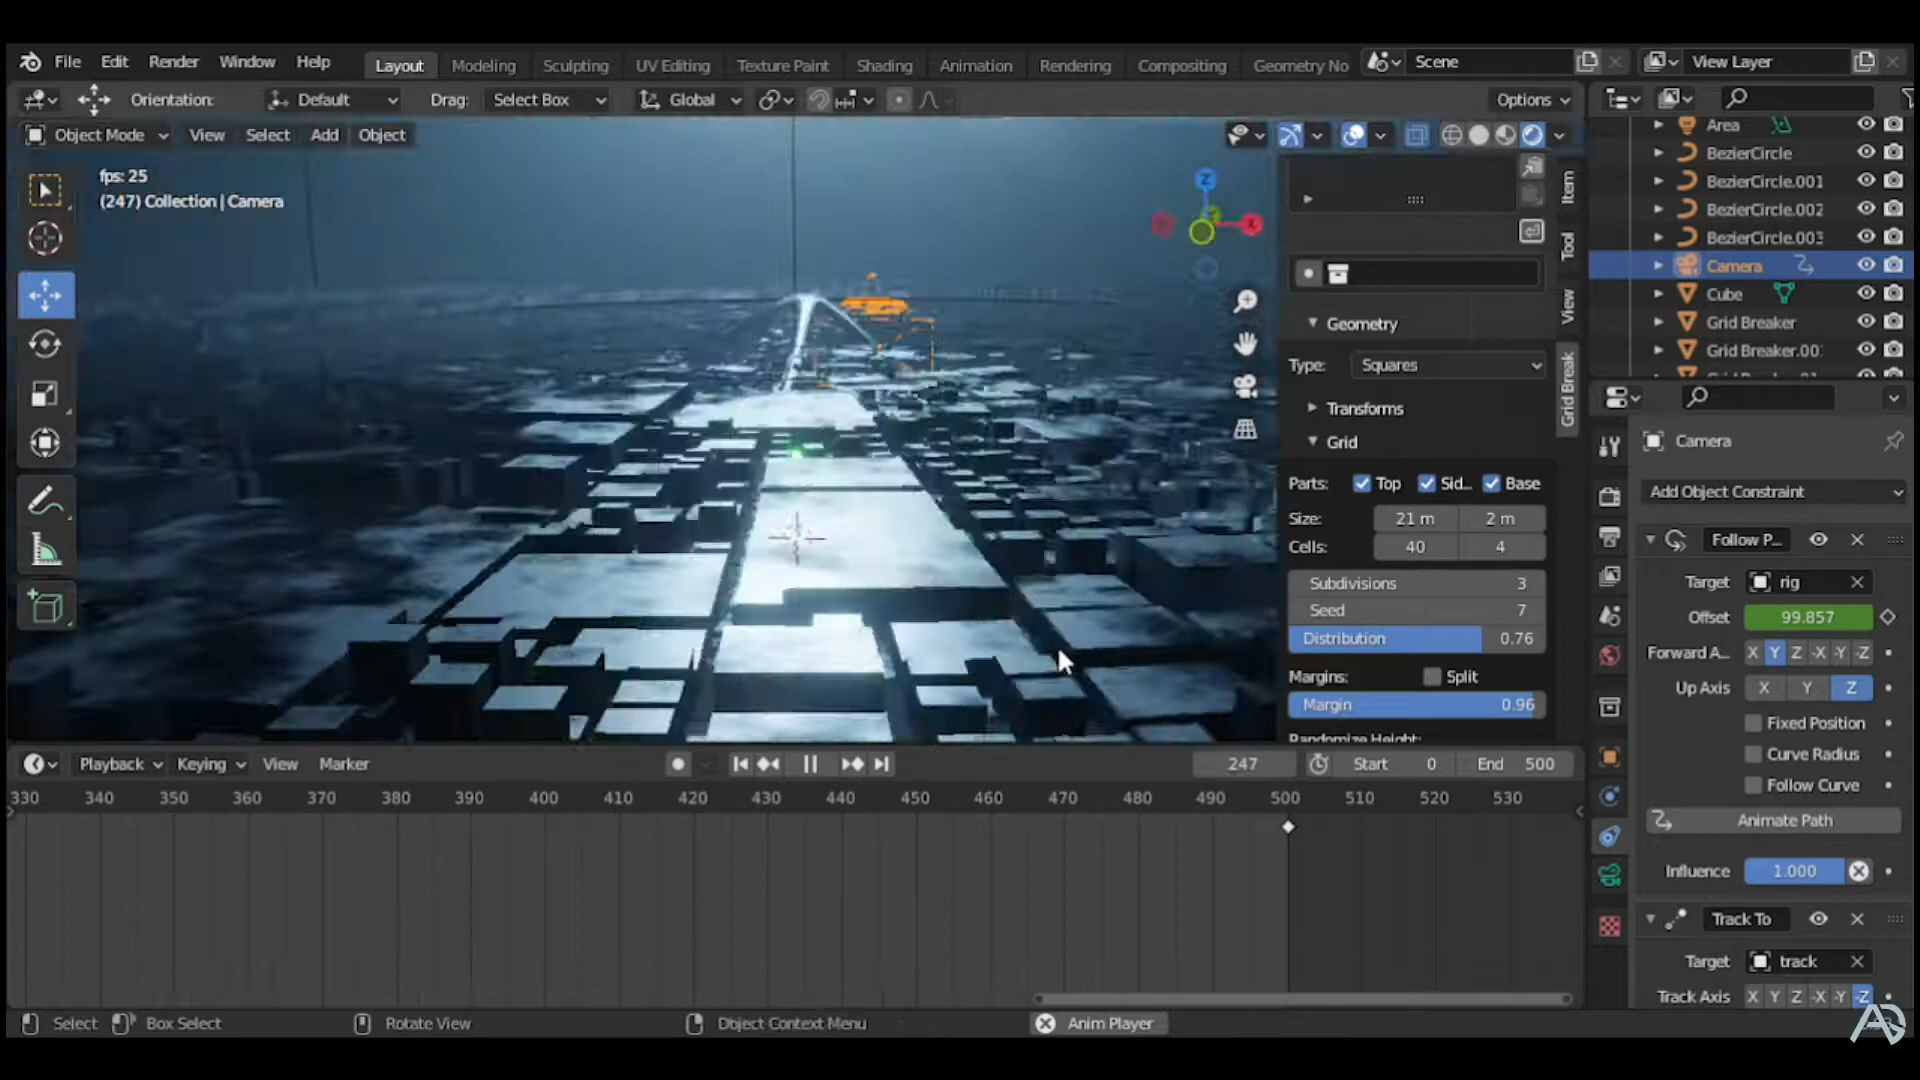 File Edit Render Window Help Layout Modeling Sculpting UV Editing Texture Paint Shading Animation Rendering Compositing Geometry No Scene View Layer
Orientation: Default Drag: Select Box Global Options
Object Mode View Select Add Object
fps: 25
(247) Collection | Camera
Z
X
Item
Tool
View
Grid Break
Geometry
Type: Squares
Transforms
Grid
Parts: Top Sid... Base
Size: 21 m 2 m
Cells: 40 4
Subdivisions 3
Seed 7
Distribution 0.76
Margins: Split
Margin 0.96
Randomize Height:
Area
BezierCircle
BezierCircle.001
BezierCircle.002
BezierCircle.003
Camera
Cube
Grid Breaker
Grid Breaker.00
Camera
Add Object Constraint
Follow P...
Target rig
Offset 99.857
Forward A... X Y Z -X -Y -Z
Up Axis X Y Z
Fixed Position
Curve Radius
Follow Curve
Animate Path
Influence 1.000
Track To
Target track
Track Axis X Y Z -X -Y -Z
Playback Keying View Marker 247 Start 0 End 500
330 340 350 360 370 380 390 400 410 420 430 440 450 460 470 480 490 500 510 520 530
Select Box Select Rotate View Object Context Menu Anim Player